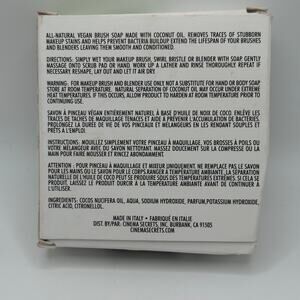 ALL-NATURAL VEGAN BRUSH SOAP MADE WITH COCONUT OIL. REMOVES TRACES OF STUBBORN
MAKEUP STAINS AND HELPS PREVENT BACTERIA BUILDUP EXTEND THE LIFESPAN OF YOUR BRUSHES
AND BLENDERS LEAVING THEM SMOOTH AND CONDITIONED.
DIRECTIONS: SIMPLY WET YOUR MAKEUP BRUSH, SWIRL BRISTLE OR BLENDER WITH SOAP GENTLY
MASSAGE ONTO SCRUB PAD OR HAND. WORK UP A LATHER AND RINSE THOROUGHLY. REPEAT IF
NECESSARY. RESHAPE, LAY OUT AND LET IT AIR DRY.
WARNING: FOR MAKEUP BRUSH AND BLENDER USE ONLY. NOT A SUBSTITUTE FOR HAND OR BODY SOAP.
STORE AT ROOM TEMPERATURE. NATURAL SEPARATION OF COCONUT OIL MAY OCCUR UNDER EXTREME
HEAT TEMPERATURES. IF THIS OCCURS, ALLOW PRODUCT TO HARDEN AT ROOM TEMPERATURE BEFORE USE.
SAVON À PINCEAU VÉGAN ENTIÈREMENT NATUREL À BASE D'HUILE DE NOIX DE COCO. ENLÈVE LES
TRACES DE TACHES DE MAQUILLAGE TENACES ET AIDE À PRÉVENIR L'ACCUMULATION DE BACTÉRIES.
PROLONGEZ LA DURÉE DE VIE DE VOS PINCEAUX ET MÉLANGEURS EN LES RENDANT SOUPLES ET
PRÊTS A L'EMPLOI.
INSTRUCTIONS: MOUILLEZ SIMPLEMENT VOTRE PINCEAU À MAQUILLAGE, VOS BROSSES À POILS OU
VOTRE MÉLANGEUR AVEC DU SAVON NETTOYANT. MASSEZ DOUCEMENT SUR LE COMPRESSE OU LA
MAIN POUR FAIRE MOUSSER ET RINCEZ ABONDAMMENT.
ATTENTION : POUR PINCEAU À MAQUILLAGE ET MIXEUR UNIQUEMENT. NE REMPLACE PAS LE SAVON
POUR LES MAINS OU LE SAVON POUR LE CORPS.RANGER À TEMPÉRATURE AMBIANTE. LA SÉPARATION
NATURELLE DE L'HUILE DE COCO PEUT SE PRODUIRE SOUS DES TEMPÉRATURES EXTRÊMES. SI CELA SE
PRODUIT, LAISSEZ LE PRODUIT DURCIR À LA TEMPÉRATURE AMBIANTE AVANT DE CONTINUER À
L'UTILISER.
INGREDIENTS: COCOS NUCIFERA OIL, AQUA, SODIUM HYDROXIDE, PARFUM, POTASSIUM HYDROXIDE,
CITRIC ACID, CITRONELLOL.
MADE IN ITALY • FABRIQUÉ EN ITALIE
DIST. BY/PAR: CINEMA SECRETS, INC. BURBANK, CA 91505
CINEMASECRETS.COM